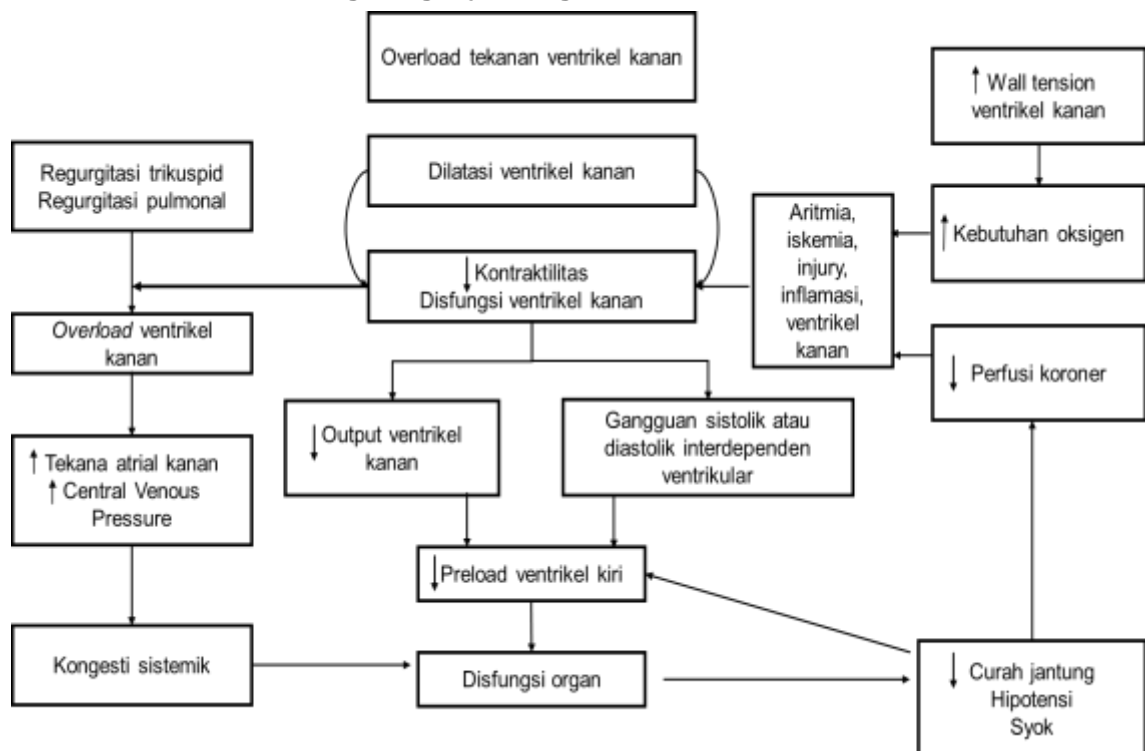 Overload tekanan ventrikel kanan
↑ Wall tension
ventrikel kanan
Regurgitasi trikuspid
Regurgitasi pulmonal
Dilatasi ventrikel kanan
Aritmia,
iskemia,
injury,
inflamasi,
ventrikel
kanan
↑ Kebutuhan oksigen
↓ Kontraktilitas
Disfungsi ventrikel kanan
Overload ventrikel
kanan
↓ Perfusi koroner
↓ Output ventrikel
kanan
Gangguan sistolik atau
diastolik interdependen
ventrikular
↑ Tekana atrial kanan
↑ Central Venous
Pressure
↓ Preload ventrikel kiri
Kongesti sistemik
Disfungsi organ
↓ Curah jantung
Hipotensi
Syok